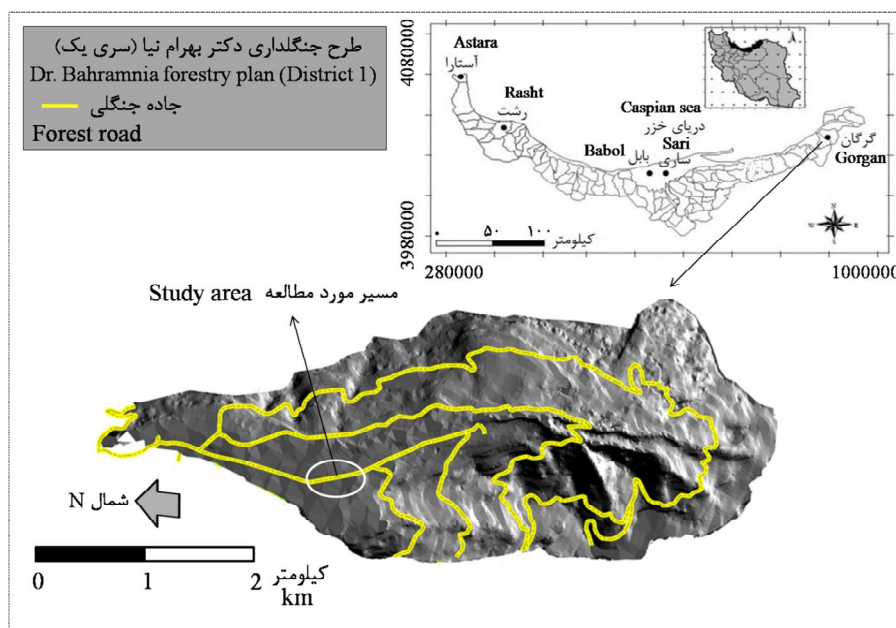 طرح جنگلداری دکتر بهرام نیا (سری یک)
Dr. Bahramnia forestry plan (District 1)
جاده جنگلی
Forest road
4080000
3980000
280000
1000000
Astara
آستارا
Rasht
رشت
Caspian sea
دریای خزر
Babol
بابل
Sari
ساری
گرگان
Gorgan
N
W
E
S
۵۰
۱۰۰
کیلومتر
Study area مسیر مورد مطالعه
شمال N
0
1
2
کیلومتر
km